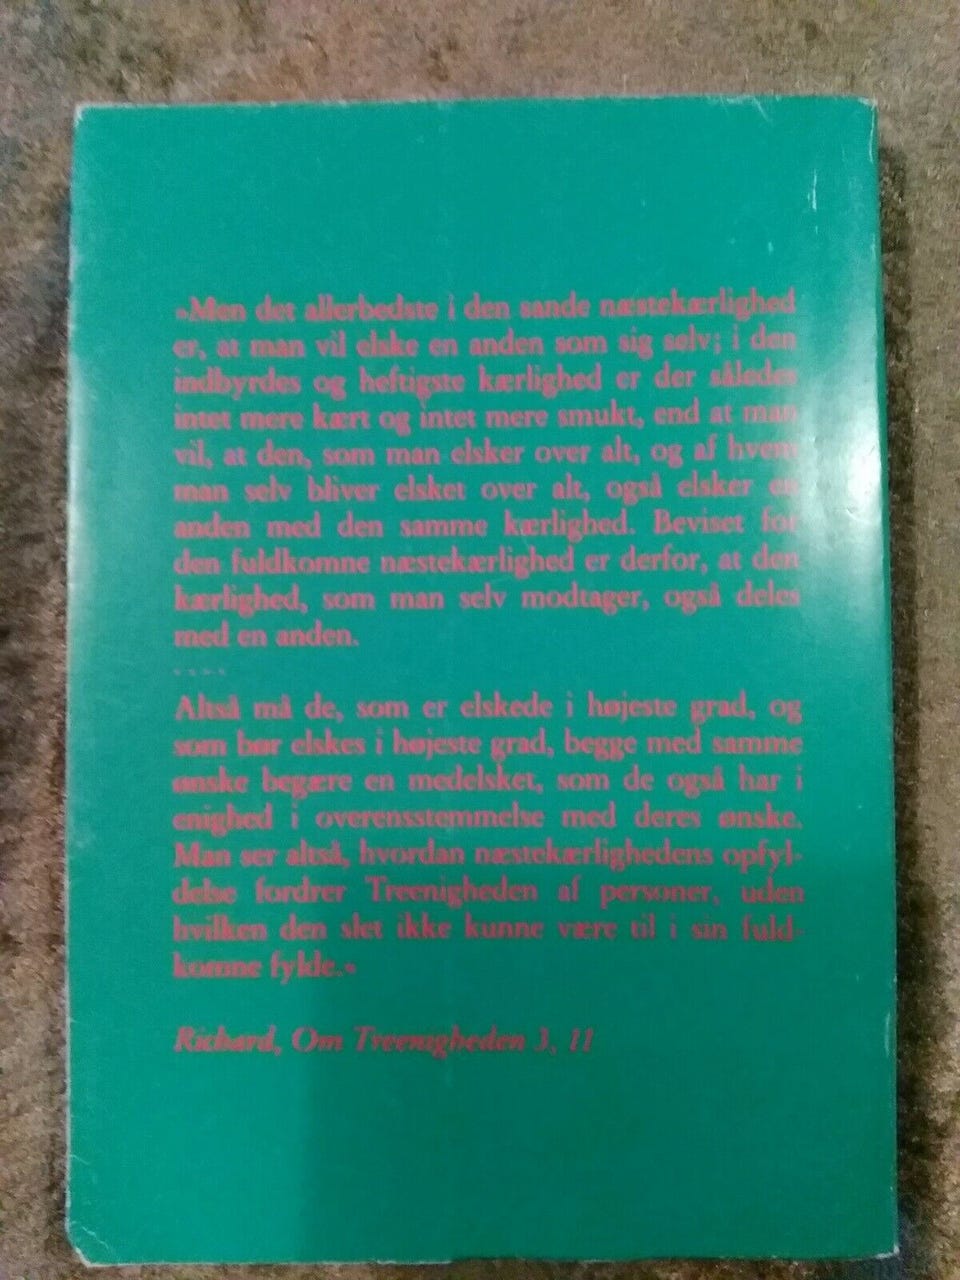 »Men det allerbedste i den sande næstekærlighed
er, at man vil elske en anden som sig selv; i den
indbyrdes og heftigste kærlighed er der således
intet mere kært og intet mere smukt, end at man
vil, at den, som man elsker over alt, og af hvem
man selv bliver elsket over alt, også elsker en
anden med den samme kærlighed. Beviset for
den fuldkomne næstekærlighed er derfor, at den
kærlighed, som man selv modtager, også deles
med en anden.
....
Altså må de, som er elskede i højeste grad, og
som bør elskes i højeste grad, begge med samme
ønske begære en medelsket, som de også har i
enighed i overensstemmelse med deres ønske.
Man ser altså, hvordan næstekærlighedens opfyl-
delse fordrer Treenigheden af personer, uden
hvilken den slet ikke kunne være til i sin fuld-
komne fylde.«
Richard, Om Treenigheden 3, 11